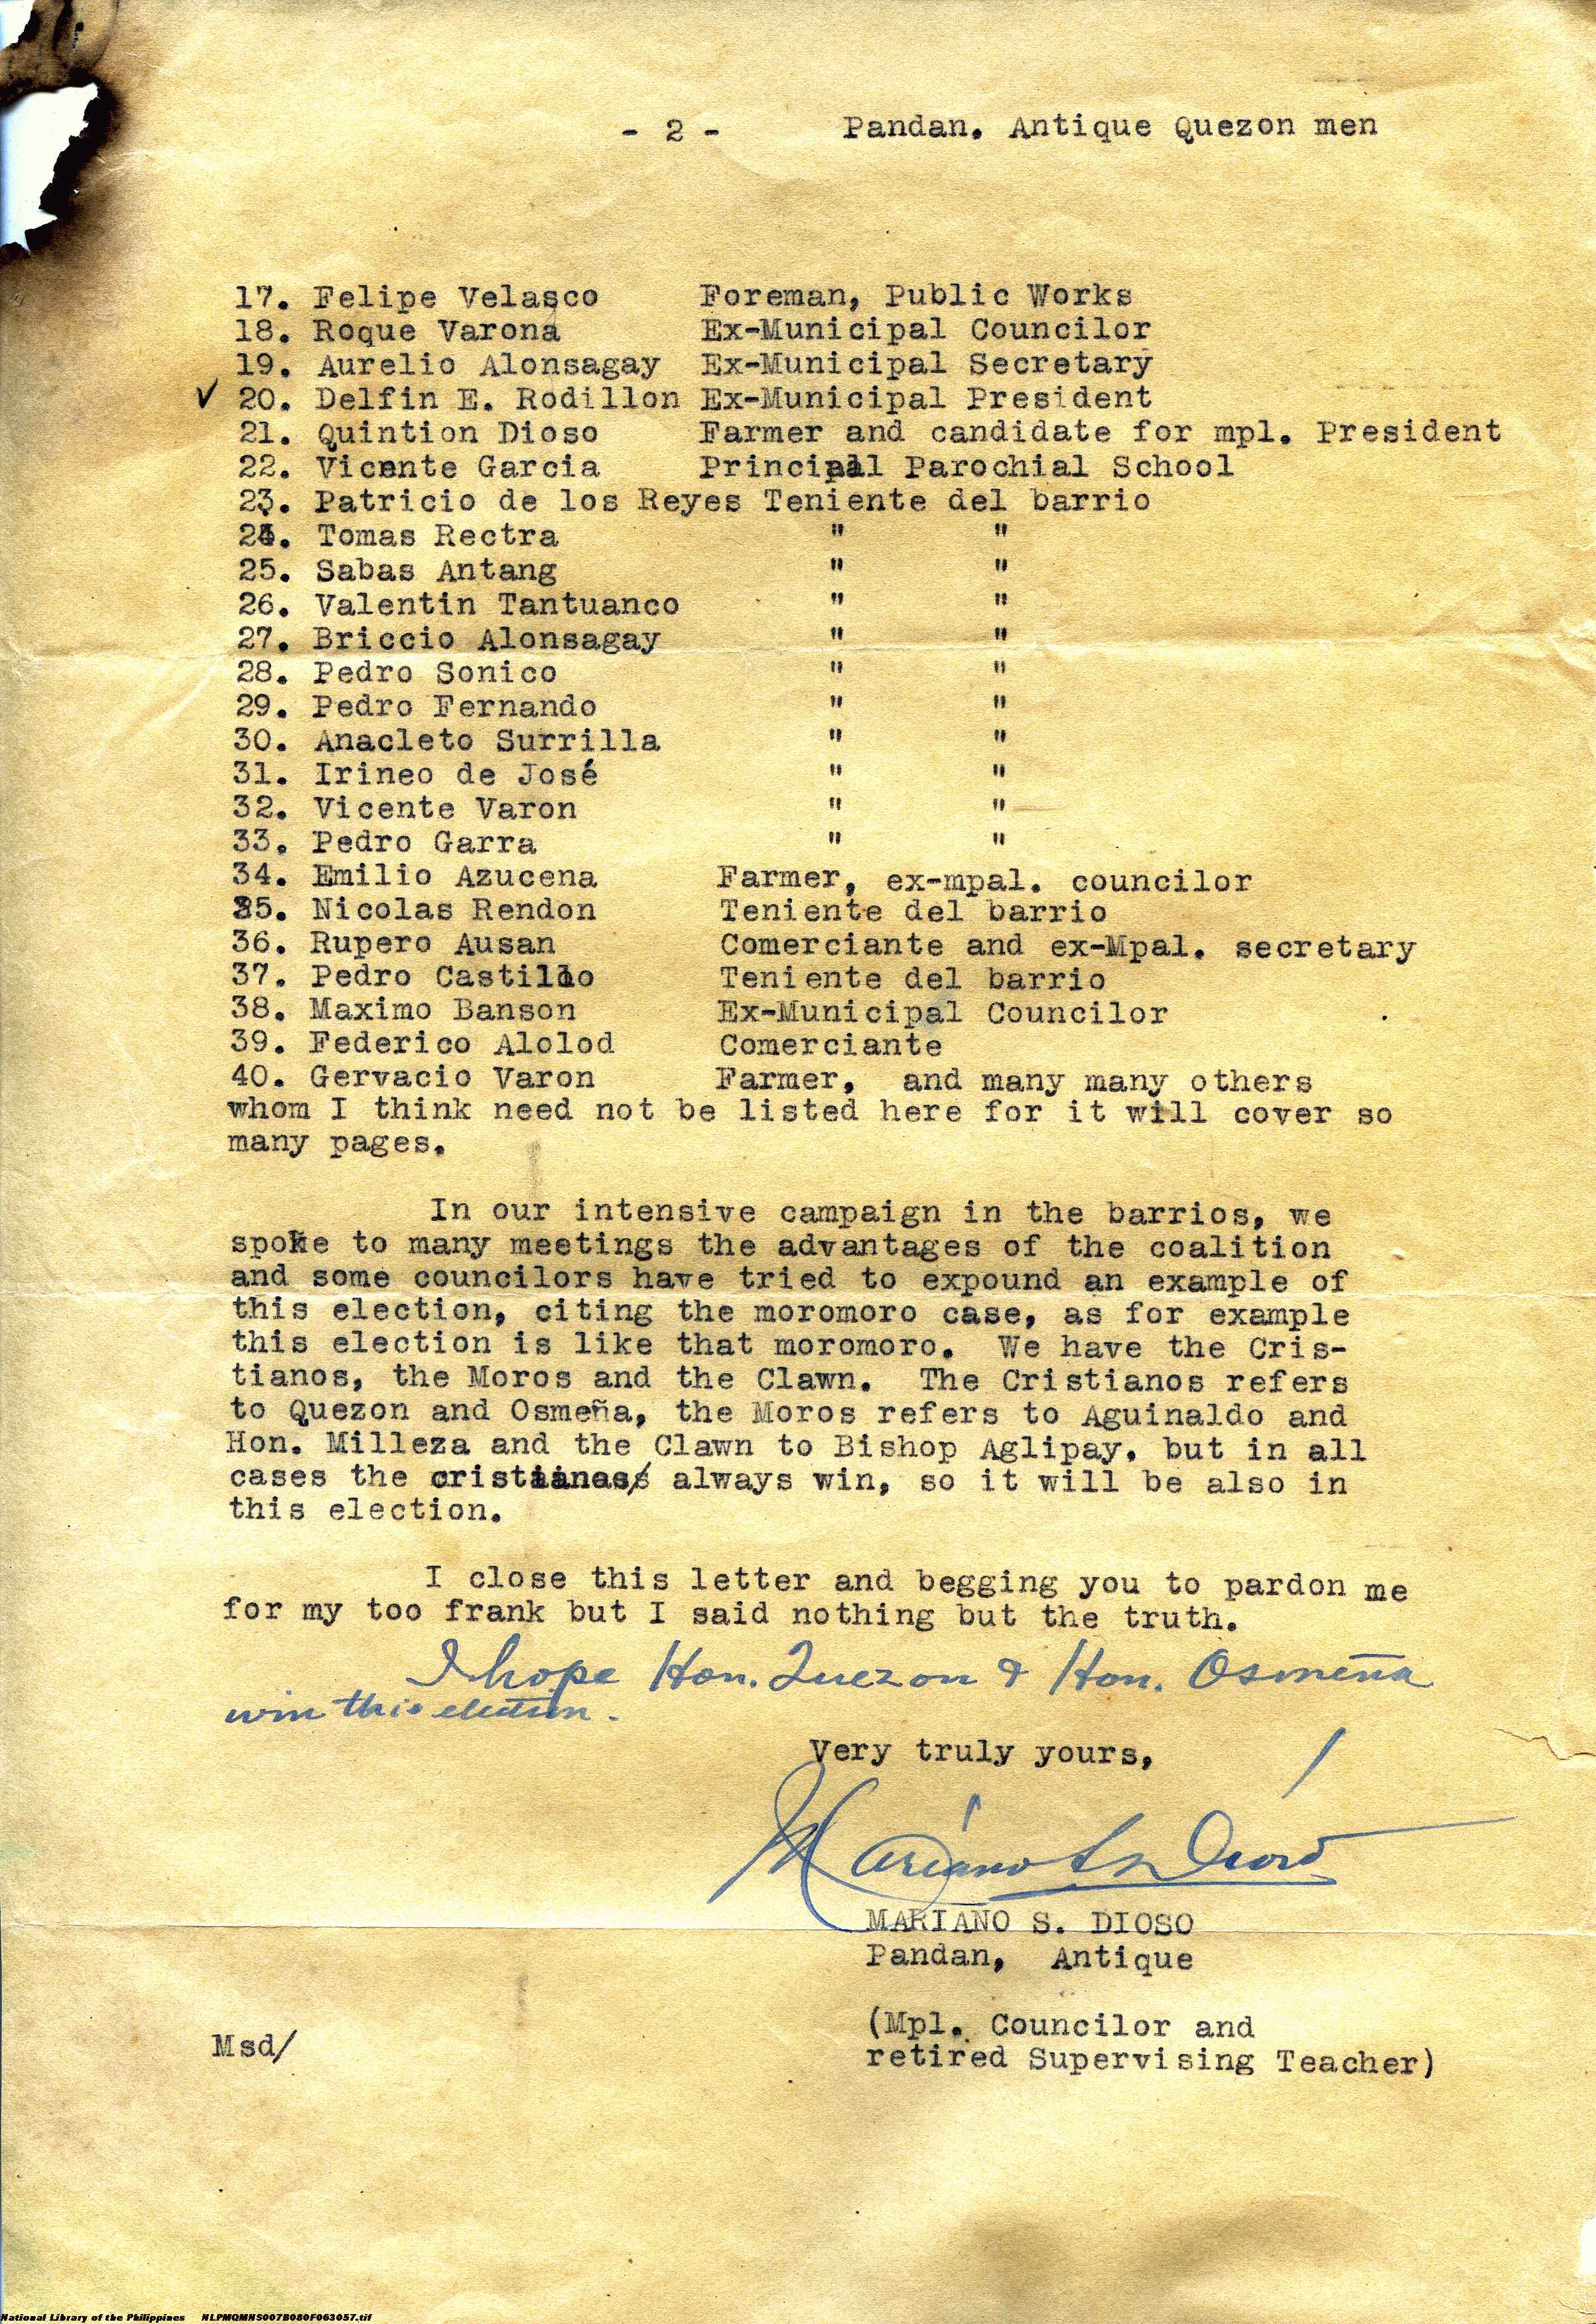 - 2 - Pandan. Antique Quezon men
17. Felipe Velasco Foreman, Public Works
18. Roque Varona Ex-Municipal Councilor
19. Aurelio Alonsagay Ex-Municipal Secretary
✓ 20. Delfin E. Rodillon Ex-Municipal President
21. Quintion Dioso Farmer and candidate for mpl. President
22. Vicente Garcia Principal Parochial School
23. Patricio de los Reyes Teniente del barrio
24. Tomas Rectra " "
25. Sabas Antang " "
26. Valentin Tantuanco " "
27. Briccio Alonsagay " "
28. Pedro Sonico " "
29. Pedro Fernando " "
30. Anacleto Surrilla " "
31. Irineo de José " "
32. Vicente Varon " "
33. Pedro Garra " "
34. Emilio Azucena Farmer, ex-mpal. councilor
35. Nicolas Rendon Teniente del barrio
36. Rupero Ausan Comerciante and ex-Mpal. secretary
37. Pedro Castillo Teniente del barrio
38. Maximo Banson Ex-Municipal Councilor
39. Federico Alolod Comerciante
40. Gervacio Varon Farmer, and many many others
whom I think need not be listed here for it will cover so
many pages.
In our intensive campaign in the barrios, we
spoke to many meetings the advantages of the coalition
and some councilors have tried to expound an example of
this election, citing the moromoro case, as for example
this election is like that moromoro. We have the Cris-
tianos, the Moros and the Clawn. The Cristianos refers
to Quezon and Osmeña, the Moros refers to Aguinaldo and
Hon. Milleza and the Clawn to Bishop Aglipay, but in all
cases the cristianos always win, so it will be also in
this election.
I close this letter and begging you to pardon me
for my too frank but I said nothing but the truth.
I hope Hon. Quezon & Hon. Osmeña
win this election.
Very truly yours,
Mariano S. Dioso
MARIANO S. DIOSO
Pandan, Antique
(Mpl. Councilor and
Msd/ retired Supervising Teacher)
National Library of the Philippines NLPMQMNS007B080F063057.tif